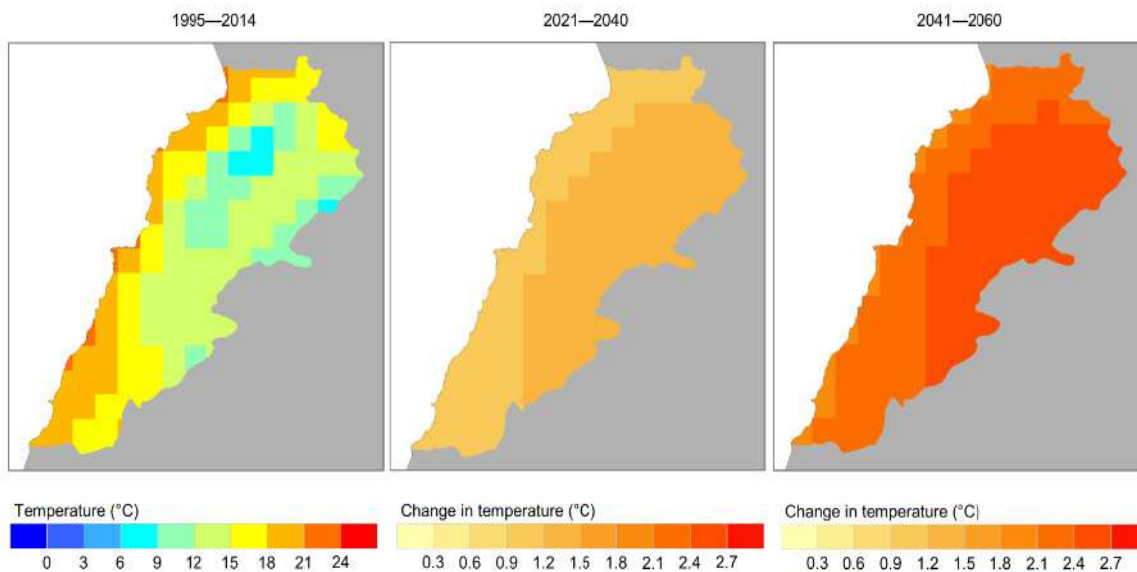 1995—2014 2021—2040 2041—2060
Temperature (°C) Change in temperature (°C) Change in temperature (°C)
0 3 6 9 12 15 18 21 24 0.3 0.6 0.9 1.2 1.5 1.8 2.1 2.4 2.7 0.3 0.6 0.9 1.2 1.5 1.8 2.1 2.4 2.7